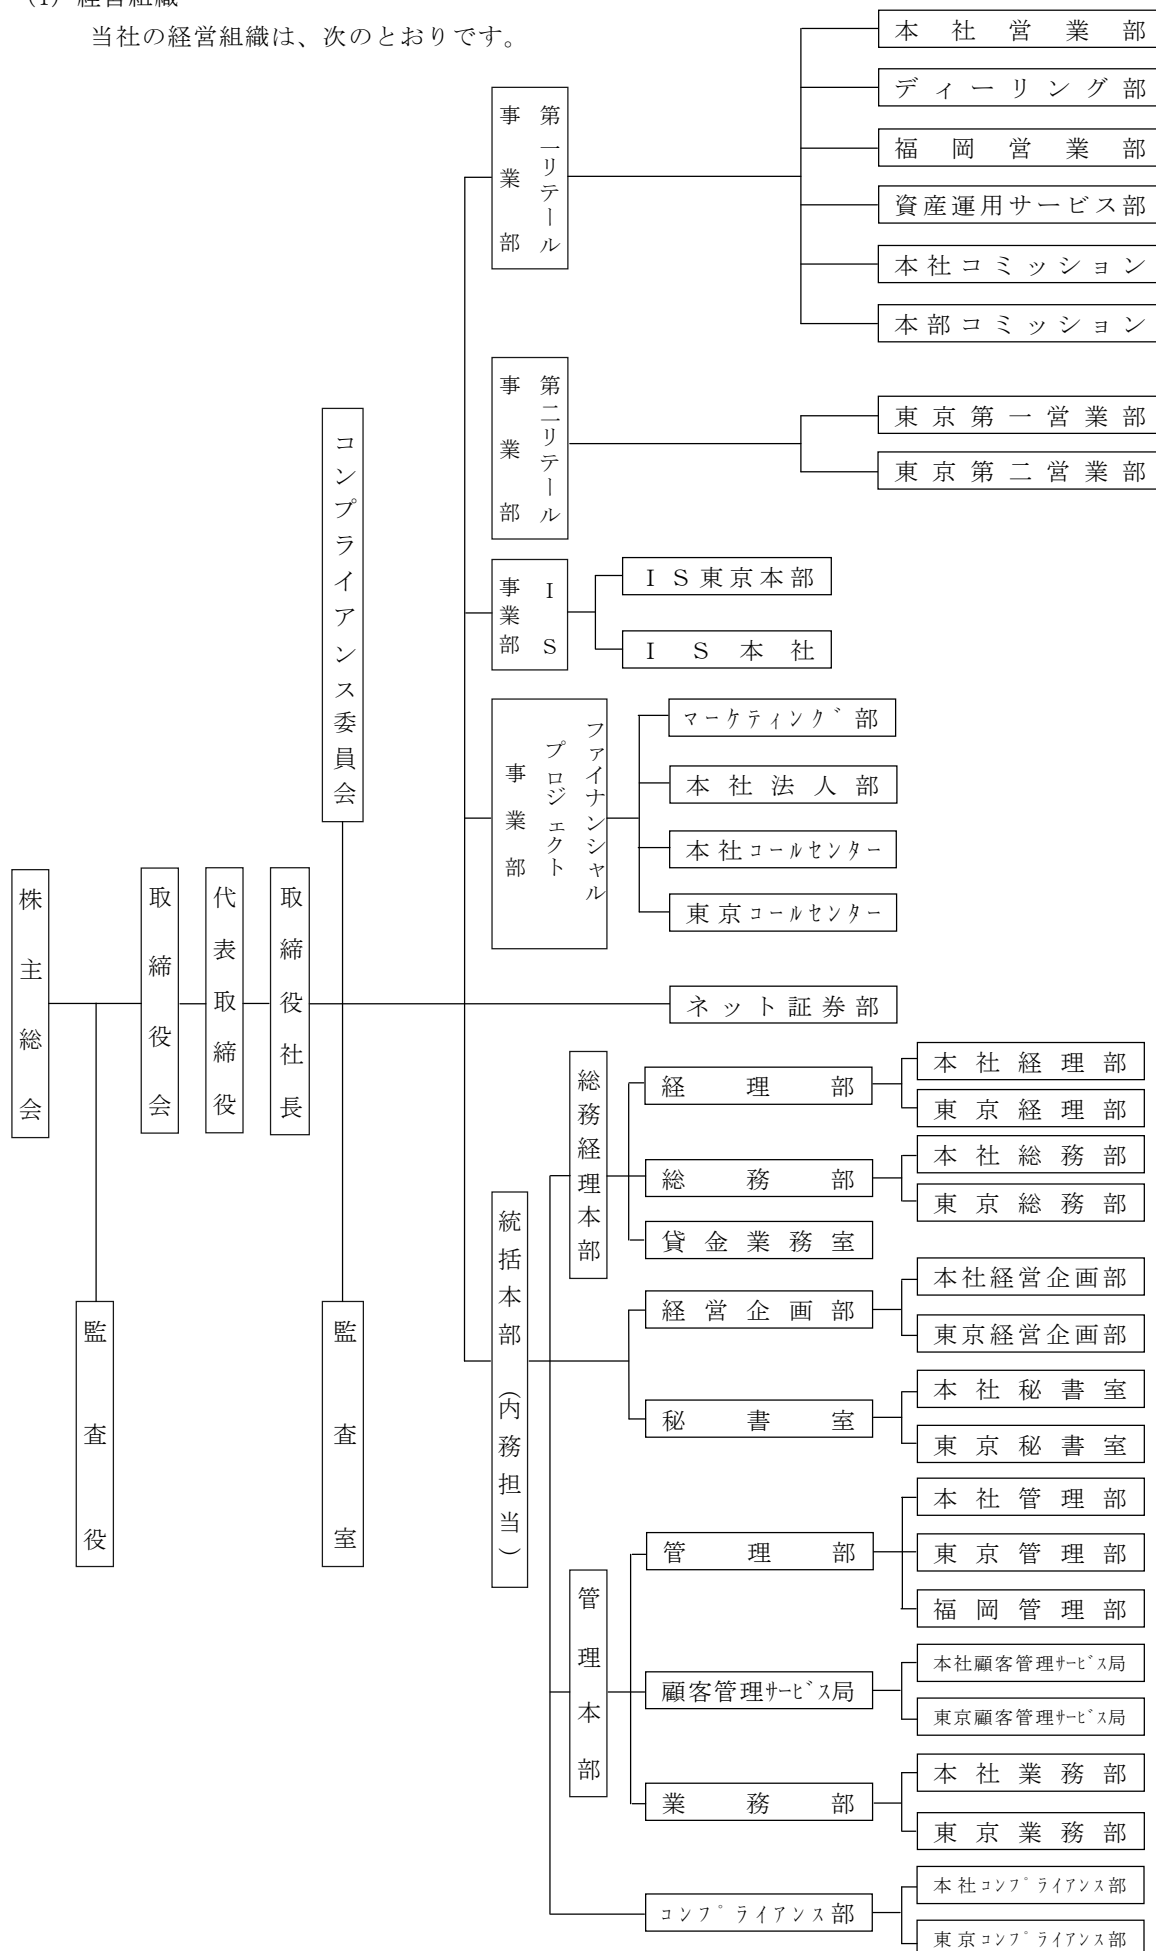 (1) 経営組織
当社の経営組織は、次のとおりです。
株主総会
監査役
取締役会
代表取締役
取締役社長
コンプライアンス委員会
監査室
第一リテール
事業部
本社営業部
ディーリング部
福岡営業部
資産運用サービス部
本社コミッション
本部コミッション
第二リテール
事業部
東京第一営業部
東京第二営業部
ＩＳ
事業部
ＩＳ東京本部
ＩＳ本社
ファイナンシャル
プロジェクト
事業部
マーケティング部
本社法人部
本社コールセンター
東京コールセンター
ネット証券部
統括本部（内務担当）
総務経理本部
経理部
本社経理部
東京経理部
総務部
本社総務部
東京総務部
貸金業務室
経営企画部
本社経営企画部
東京経営企画部
秘書室
本社秘書室
東京秘書室
管理本部
管理部
本社管理部
東京管理部
福岡管理部
顧客管理ｻｰﾋﾞｽ局
本社顧客管理ｻｰﾋﾞｽ局
東京顧客管理ｻｰﾋﾞｽ局
業務部
本社業務部
東京業務部
ｺﾝﾌﾟﾗｲｱﾝｽ部
本社ｺﾝﾌﾟﾗｲｱﾝｽ部
東京ｺﾝﾌﾟﾗｲｱﾝｽ部